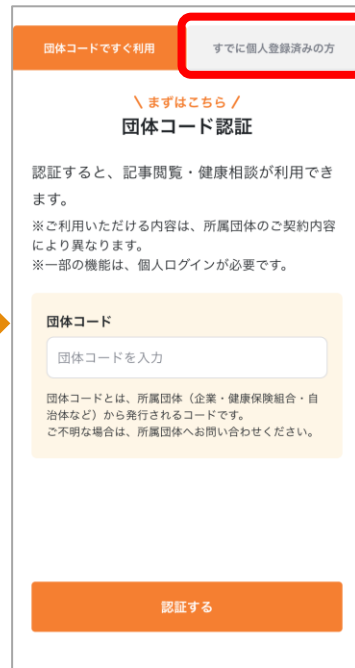 団体コードですぐ利用
すでに個人登録済みの方
\ まずはこちら /
団体コード認証
認証すると、記事閲覧・健康相談が利用でき
ます。
※ご利用いただける内容は、所属団体のご契約内容
により異なります。
※一部の機能は、個人ログインが必要です。
団体コード
団体コードを入力
団体コードとは、所属団体（企業・健康保険組合・自
治体など）から発行されるコードです。
ご不明な場合は、所属団体へお問い合わせください。
認証する